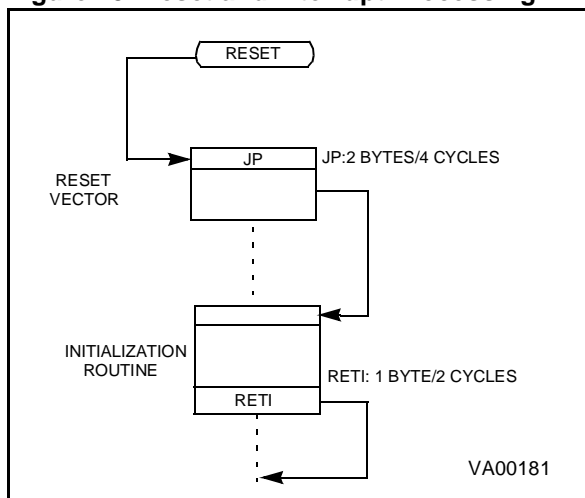 RESET
JP
JP:2 BYTES/4 CYCLES
RESET
VECTOR
INITIALIZATION
ROUTINE
RETI: 1 BYTE/2 CYCLES
RETI
VA00181